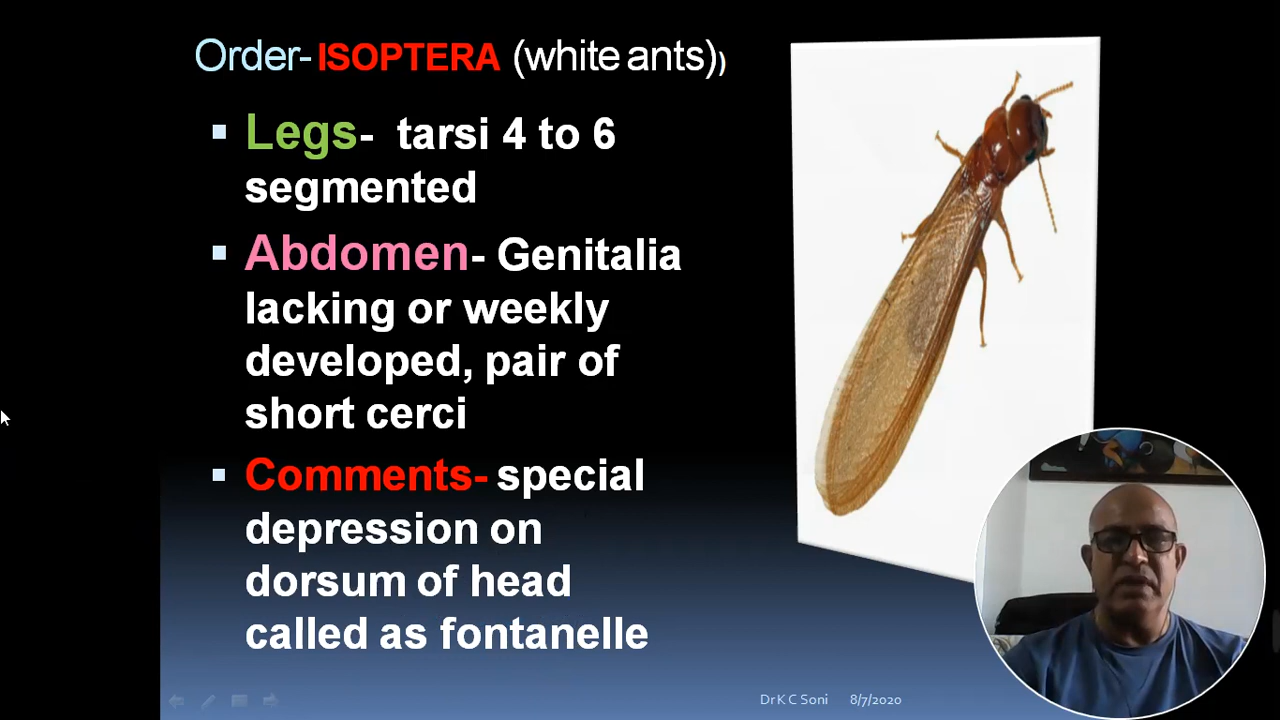 Order- ISOPTERA (white ants))
Legs- tarsi 4 to 6
segmented
Abdomen- Genitalia
lacking or weekly
developed, pair of
short cerci
Comments- special
depression on
dorsum of head
called as fontanelle
Dr K C Soni 8/7/2020